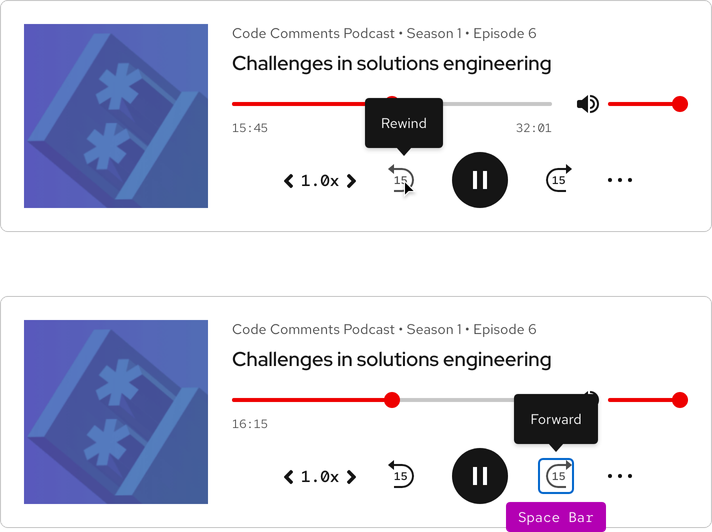 Code Comments Podcast • Season 1 • Episode 6
Challenges in solutions engineering
Rewind
15:45
32:01
1.0x
15
15
Code Comments Podcast • Season 1 • Episode 6
Challenges in solutions engineering
Forward
16:15
1.0x
15
15
Space Bar